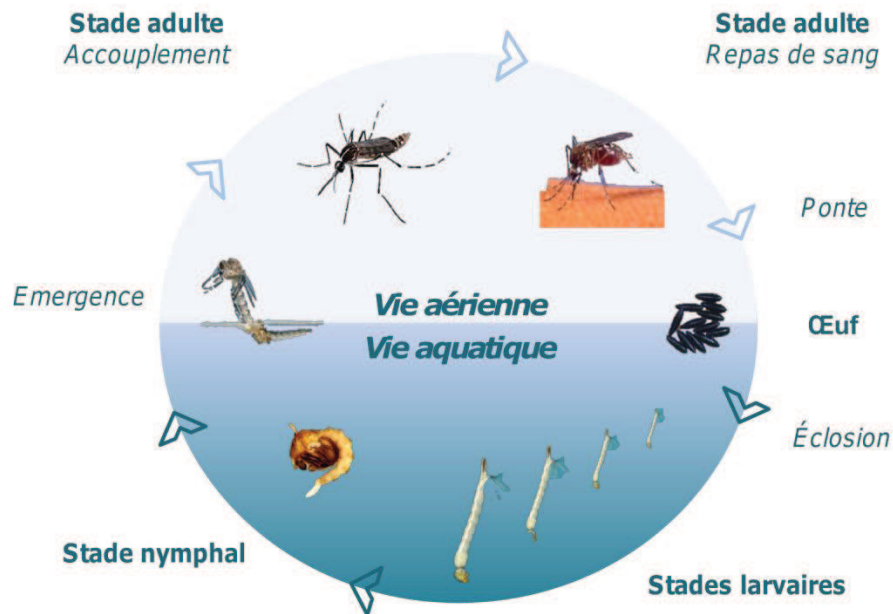 Stade adulte
Accouplement
Stade adulte
Repas de sang
Ponte
Emergence
Vie aérienne
Vie aquatique
Œuf
Éclosion
Stade nymphal
Stades larvaires